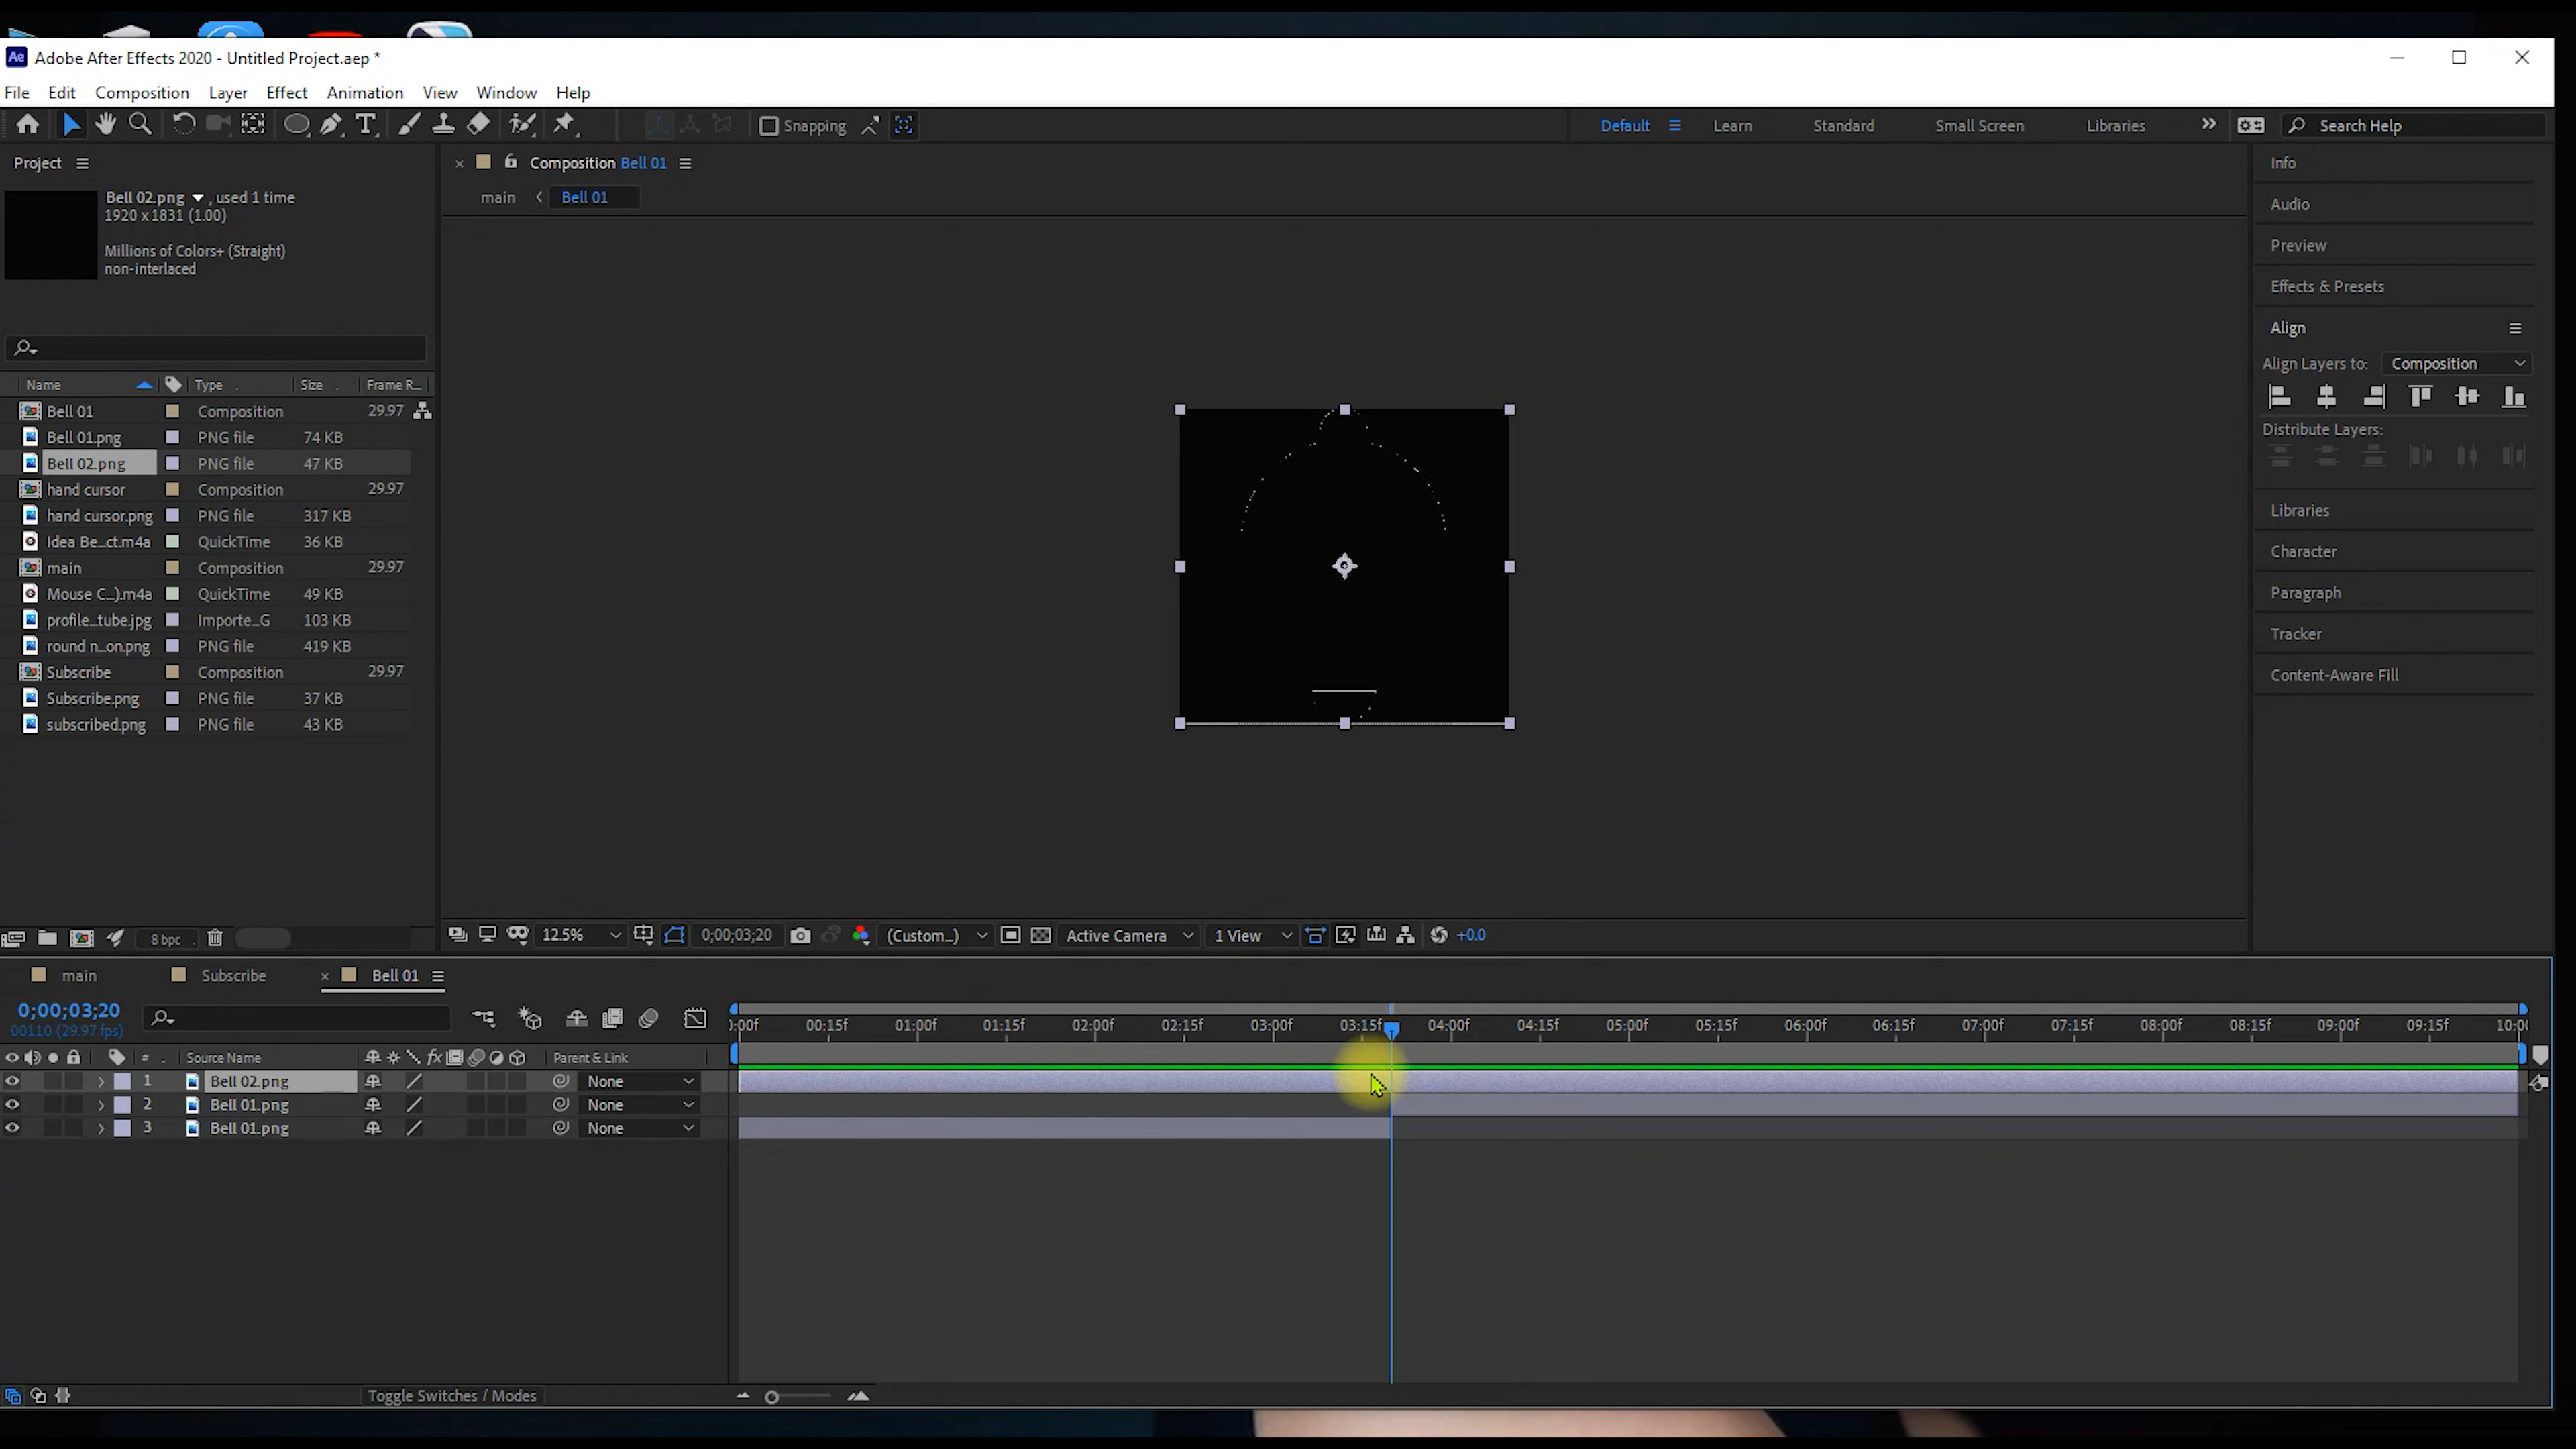 Adobe After Effects 2020 - Untitled Project.aep *
File Edit Composition Layer Effect Animation View Window Help
Snapping
Default Learn Standard Small Screen Libraries Search Help
Project
Composition Bell 01
main Bell 01
Bell 02.png , used 1 time
1920 x 1831 (1.00)
Millions of Colors+ (Straight)
non-interlaced
Name Type Size Frame R...
Bell 01 Composition 29.97
Bell 01.png PNG file 74 KB
Bell 02.png PNG file 47 KB
hand cursor Composition 29.97
hand cursor.png PNG file 317 KB
Idea Be...ct.m4a QuickTime 36 KB
main Composition 29.97
Mouse C...).m4a QuickTime 49 KB
profile...tube.jpg Importe...G 103 KB
round n...on.png PNG file 419 KB
Subscribe Composition 29.97
Subscribe.png PNG file 37 KB
subscribed.png PNG file 43 KB
8 bpc
Info
Audio
Preview
Effects & Presets
Align
Align Layers to: Composition
Distribute Layers:
Libraries
Character
Paragraph
Tracker
Content-Aware Fill
12.5% 0;00;03;20 (Custom...) Active Camera 1 View +0.0
main Subscribe Bell 01
0;00;03;20
00110 (29.97 fps)
):00f 00:15f 01:00f 01:15f 02:00f 02:15f 03:00f 03:15f 04:00f 04:15f 05:00f 05:15f 06:00f 06:15f 07:00f 07:15f 08:00f 08:15f 09:00f 09:15f 10:0
# Source Name fx Parent & Link
1 Bell 02.png None
2 Bell 01.png None
3 Bell 01.png None
Toggle Switches / Modes